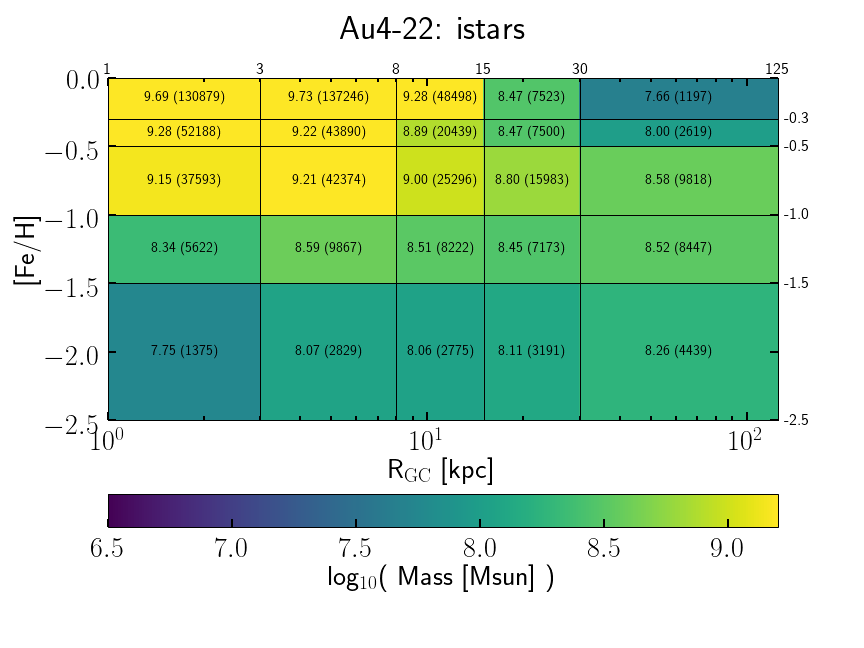 Au4-22: istars
1 3 8 15 30 125
0.0 9.69 (130879) 9.73 (137246) 9.28 (48498) 8.47 (7523) 7.66 (1197)
-0.3
9.28 (52188) 9.22 (43890) 8.89 (20439) 8.47 (7500) 8.00 (2619)
−0.5 -0.5
9.15 (37593) 9.21 (42374) 9.00 (25296) 8.80 (15983) 8.58 (9818)
−1.0 -1.0
[Fe/H]
8.34 (5622) 8.59 (9867) 8.51 (8222) 8.45 (7173) 8.52 (8447)
−1.5 -1.5
−2.0 7.75 (1375) 8.07 (2829) 8.06 (2775) 8.11 (3191) 8.26 (4439)
−2.5 -2.5
10⁰ 10¹ 10²
R_GC [kpc]
6.5 7.0 7.5 8.0 8.5 9.0
log₁₀( Mass [Msun] )